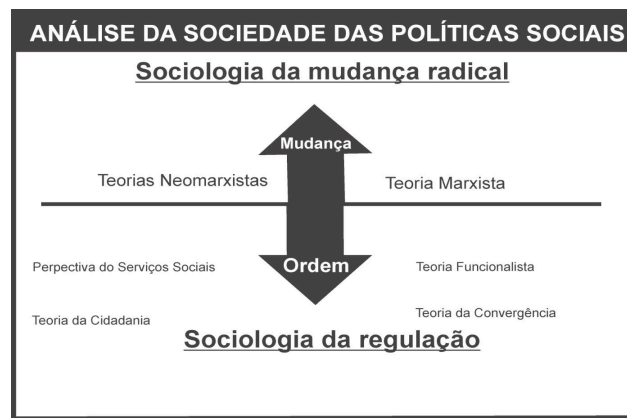 ANÁLISE DA SOCIEDADE DAS POLÍTICAS SOCIAIS
Sociologia da mudança radical
Mudança
Teorias Neomarxistas
Teoria Marxista
Perpectiva do Serviços Sociais
Ordem
Teoria Funcionalista
Teoria da Cidadania
Teoria da Convergência
Sociologia da regulação